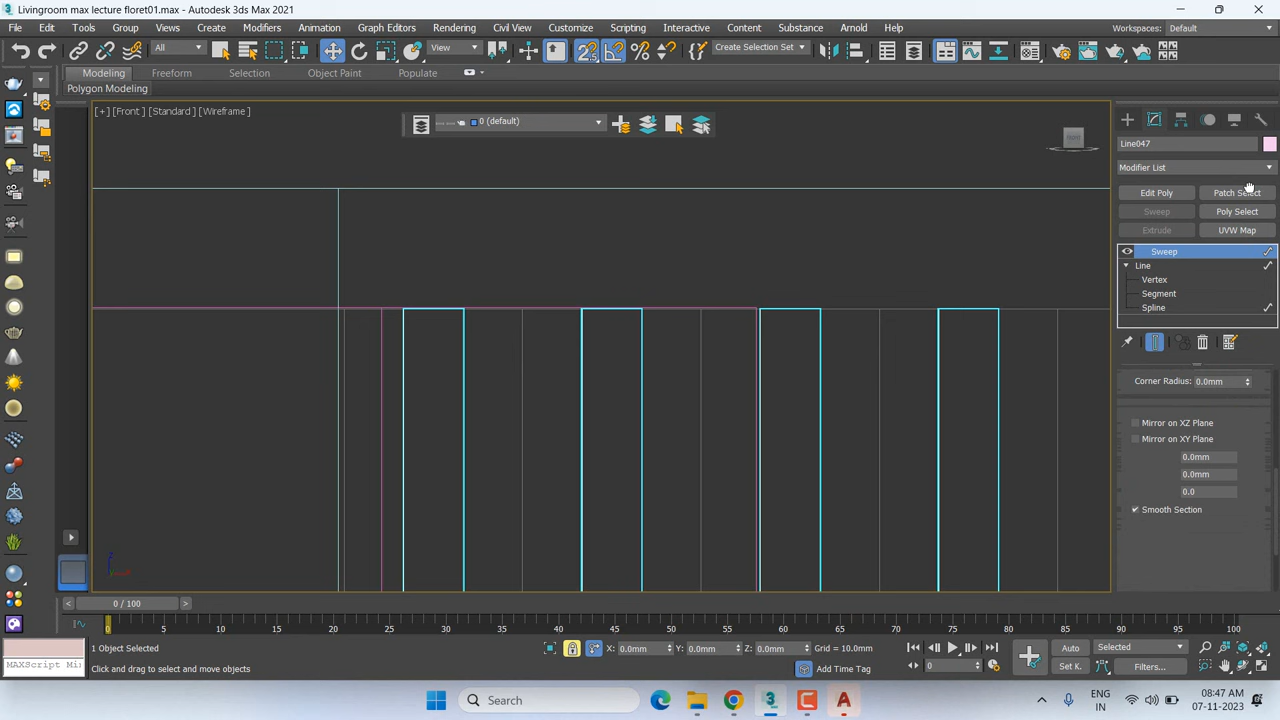 Livingroom max lecture floret01.max - Autodesk 3ds Max 2021
File Edit Tools Group Views Create Modifiers Animation Graph Editors Rendering Civil View Customize Scripting Interactive Content Substance Arnold Help
Workspaces: Default
All
View
Create Selection Set
Modeling Freeform Selection Object Paint Populate
Polygon Modeling
[+] [Front] [Standard] [Wireframe]
0 (default)
Line047
Modifier List
Edit Poly Patch Select
Sweep Poly Select
Extrude UVW Map
Sweep
Line
Vertex
Segment
Spline
Corner Radius: 0.0mm
Mirror on XZ Plane
Mirror on XY Plane
0.0mm
0.0mm
0.0
Smooth Section
0 / 100
0 5 10 15 20 25 30 35 40 45 50 55 60 65 70 75 80 85 90 95 100
1 Object Selected
X: 0.0mm Y: 0.0mm Z: 0.0mm Grid = 10.0mm
Auto Selected
MAXScript Mi
Click and drag to select and move objects
Add Time Tag
0
Set K. Filters...
Search
ENG
IN
08:47 AM
07-11-2023